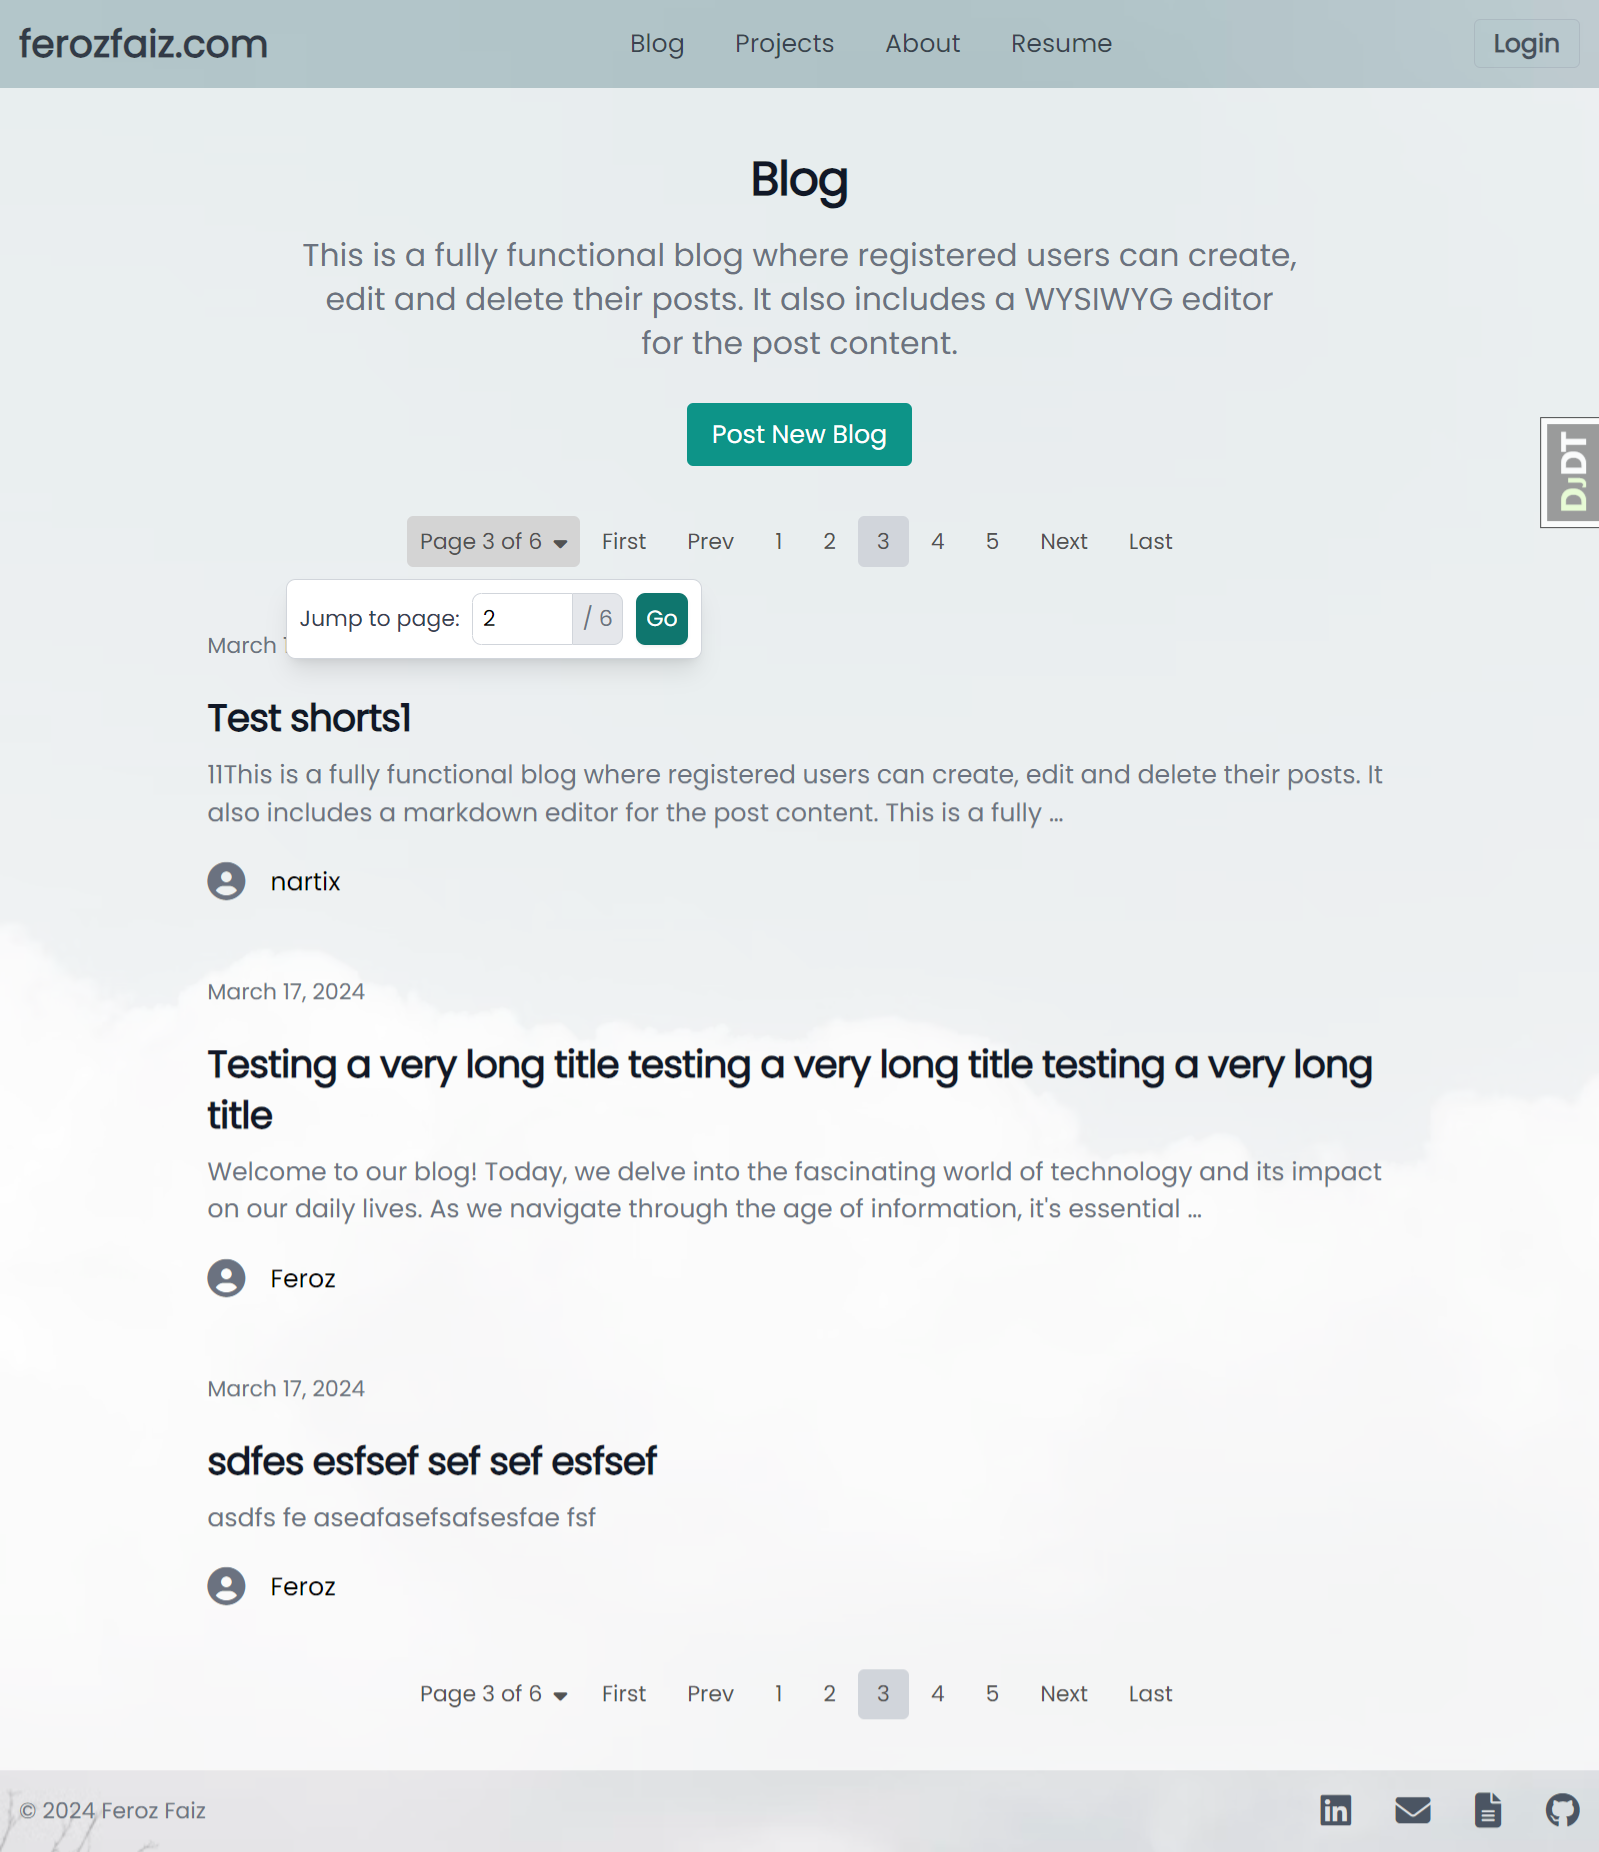 ferozfaiz.com
Blog Projects About Resume
Login
Blog
This is a fully functional blog where registered users can create,
edit and delete their posts. It also includes a WYSIWYG editor
for the post content.
Post New Blog
DJDT
Page 3 of 6 First Prev 1 2 3 4 5 Next Last
Jump to page: 2 / 6 Go
March
Test shorts1
11This is a fully functional blog where registered users can create, edit and delete their posts. It
also includes a markdown editor for the post content. This is a fully ...
nartix
March 17, 2024
Testing a very long title testing a very long title testing a very long
title
Welcome to our blog! Today, we delve into the fascinating world of technology and its impact
on our daily lives. As we navigate through the age of information, it's essential ...
Feroz
March 17, 2024
sdfes esfsef sef sef esfsef
asdfs fe aseafasefsafsesfae fsf
Feroz
Page 3 of 6 First Prev 1 2 3 4 5 Next Last
© 2024 Feroz Faiz
in